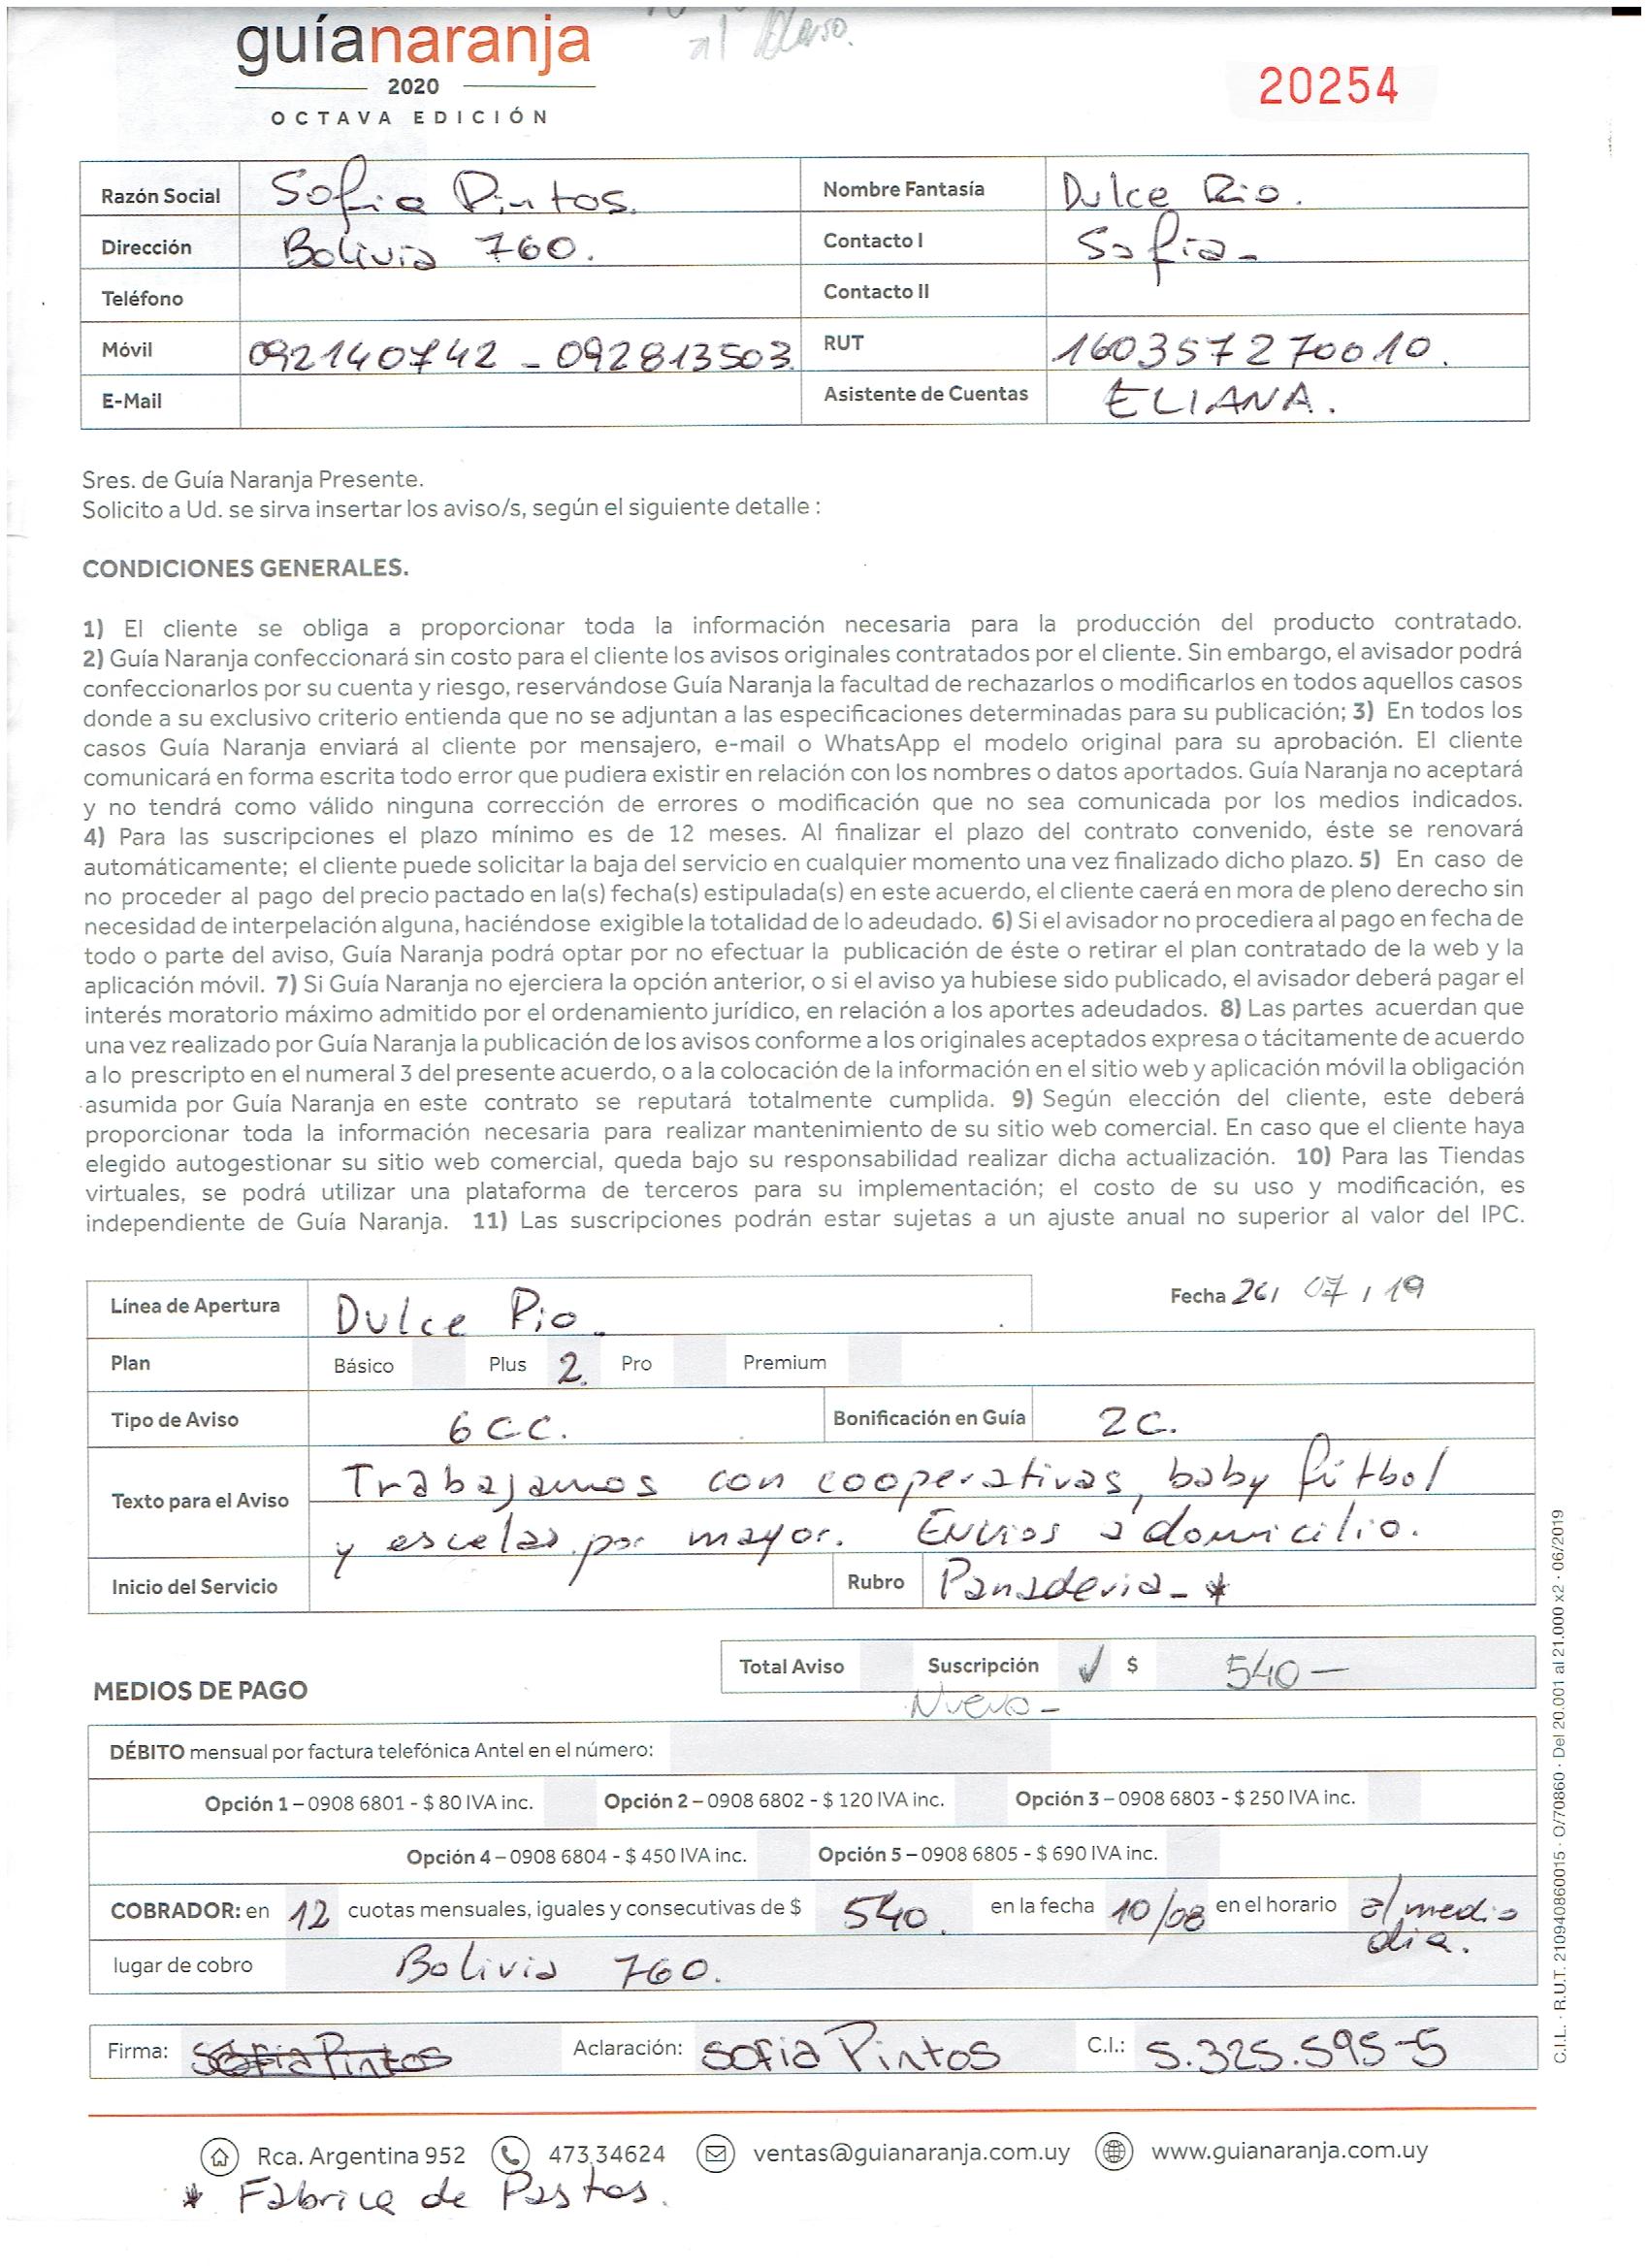 al
guíanaranja
2020
OCTAVA EDICIÓN
20254
Razón Social Sofia Pintos. Nombre Fantasía Dulce Rio.
Dirección Bolivia 760. Contacto I Sofia-
Teléfono Contacto II
Móvil 092140742 - 092813503 RUT 160357270010.
E-Mail Asistente de Cuentas ELIANA.
Sres. de Guía Naranja Presente.
Solicito a Ud. se sirva insertar los aviso/s, según el siguiente detalle :
CONDICIONES GENERALES.
1) El cliente se obliga a proporcionar toda la información necesaria para la producción del producto contratado.
2) Guía Naranja confeccionará sin costo para el cliente los avisos originales contratados por el cliente. Sin embargo, el avisador podrá
confeccionarlos por su cuenta y riesgo, reservándose Guía Naranja la facultad de rechazarlos o modificarlos en todos aquellos casos
donde a su exclusivo criterio entienda que no se adjuntan a las especificaciones determinadas para su publicación; 3) En todos los
casos Guía Naranja enviará al cliente por mensajero, e-mail o WhatsApp el modelo original para su aprobación. El cliente
comunicará en forma escrita todo error que pudiera existir en relación con los nombres o datos aportados. Guía Naranja no aceptará
y no tendrá como válido ninguna corrección de errores o modificación que no sea comunicada por los medios indicados.
4) Para las suscripciones el plazo mínimo es de 12 meses. Al finalizar el plazo del contrato convenido, éste se renovará
automáticamente; el cliente puede solicitar la baja del servicio en cualquier momento una vez finalizado dicho plazo. 5) En caso de
no proceder al pago del precio pactado en la(s) fecha(s) estipulada(s) en este acuerdo, el cliente caerá en mora de pleno derecho sin
necesidad de interpelación alguna, haciéndose exigible la totalidad de lo adeudado. 6) Si el avisador no procediera al pago en fecha de
todo o parte del aviso, Guía Naranja podrá optar por no efectuar la publicación de éste o retirar el plan contratado de la web y la
aplicación móvil. 7) Si Guía Naranja no ejerciera la opción anterior, o si el aviso ya hubiese sido publicado, el avisador deberá pagar el
interés moratorio máximo admitido por el ordenamiento jurídico, en relación a los aportes adeudados. 8) Las partes acuerdan que
una vez realizado por Guía Naranja la publicación de los avisos conforme a los originales aceptados expresa o tácitamente de acuerdo
a lo prescripto en el numeral 3 del presente acuerdo, o a la colocación de la información en el sitio web y aplicación móvil la obligación
asumida por Guía Naranja en este contrato se reputará totalmente cumplida. 9) Según elección del cliente, este deberá
proporcionar toda la información necesaria para realizar mantenimiento de su sitio web comercial. En caso que el cliente haya
elegido autogestionar su sitio web comercial, queda bajo su responsabilidad realizar dicha actualización. 10) Para las Tiendas
virtuales, se podrá utilizar una plataforma de terceros para su implementación; el costo de su uso y modificación, es
independiente de Guía Naranja. 11) Las suscripciones podrán estar sujetas a un ajuste anual no superior al valor del IPC.
Línea de Apertura Dulce Rio. Fecha 26/ 07 / 19
Plan Básico Plus 2. Pro Premium
Tipo de Aviso 6CC. Bonificación en Guía 2C.
Texto para el Aviso Trabajamos con cooperativas, baby fútbol
y escelas por mayor. Envios a domicilio.
Inicio del Servicio Rubro Panaderia-*
Total Aviso Suscripción ✓ $ 540—
Nuevo-
MEDIOS DE PAGO
DÉBITO mensual por factura telefónica Antel en el número:
Opción 1 – 0908 6801 - $ 80 IVA inc. Opción 2 – 0908 6802 - $ 120 IVA inc. Opción 3 – 0908 6803 - $ 250 IVA inc.
Opción 4 – 0908 6804 - $ 450 IVA inc. Opción 5 – 0908 6805 - $ 690 IVA inc.
COBRADOR: en 12 cuotas mensuales, iguales y consecutivas de $ 540. en la fecha 10/08 en el horario a/medio
dia.
lugar de cobro Bolivia 760.
Firma: Sofia Pintos Aclaración: Sofia Pintos C.I.: 5.325.595-5
Rca. Argentina 952 473 34624 ventas@guianaranja.com.uy www.guianaranja.com.uy
* Fabrica de Pastas.
C.I.L. · R.U.T. 210940860015 · O/70860 · Del 20.001 al 21.000 x2 · 06/2019